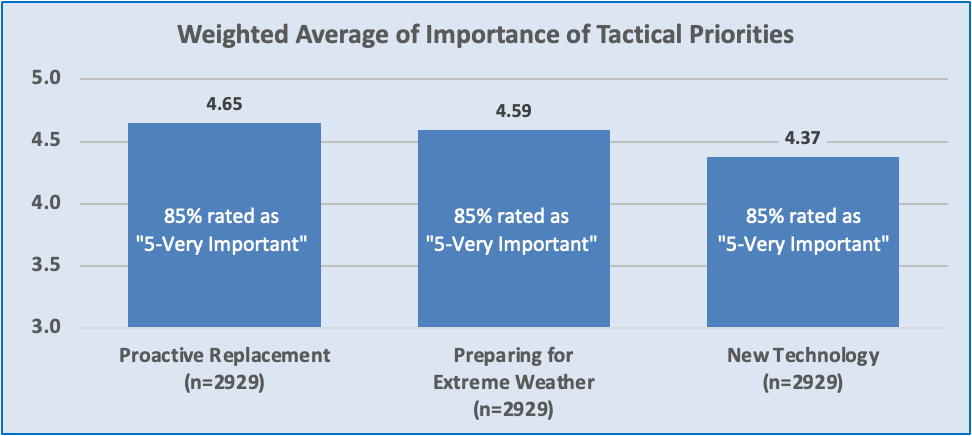 Weighted Average of Importance of Tactical Priorities
5.0
4.5
4.0
3.5
3.0
4.65
4.59
4.37
85% rated as
"5-Very Important"
85% rated as
"5-Very Important"
85% rated as
"5-Very Important"
Proactive Replacement
(n=2929)
Preparing for
Extreme Weather
(n=2929)
New Technology
(n=2929)